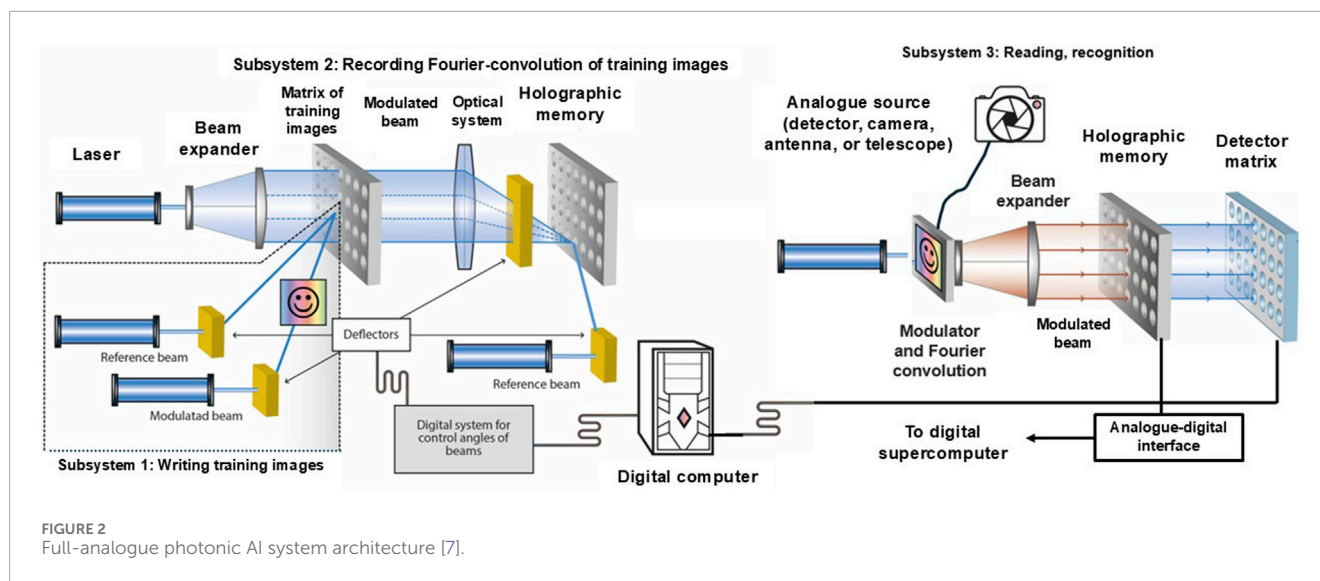 Subsystem 2: Recording Fourier-convolution of training images
Laser
Beam
expander
Matrix of
training
images
Modulated
beam
Optical
system
Holographic
memory
Reference beam
Modulatad beam
Deflectors
Reference beam
Digital system for
control angles of
beams
Digital computer
Subsystem 1: Writing training images
Subsystem 3: Reading, recognition
Analogue source
(detector, camera,
antenna, or telescope)
Beam
expander
Holographic
memory
Detector
matrix
Modulator
and Fourier
convolution
Modulated
beam
To digital
supercomputer
Analogue-digital
interface
FIGURE 2
Full-analogue photonic AI system architecture [7].